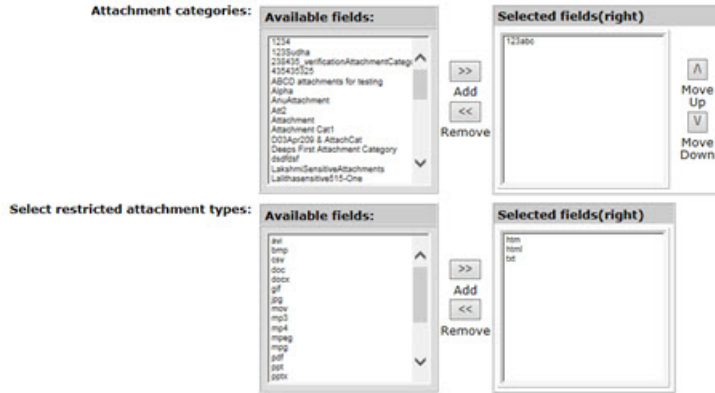 Attachment categories:
Available fields:
1234
123Sudha
238435_verificationAttachmentCatego
435435325
ABCD attachments for testing
Alpha
AnuAttachment
Att2
Attachment
Attachment Cat1
D03Apr209 & AttachCat
Deeps First Attachment Category
dsdfdsf
LakshmiSensitiveAttachments
Lalithasensitive515-One
>>
Add
<<
Remove
Selected fields(right)
123abc
/\
Move
Up
\/
Move
Down
Select restricted attachment types:
Available fields:
avi
bmp
csv
doc
docx
gif
jpg
mov
mp3
mp4
mpeg
mpg
pdf
ppt
pptx
>>
Add
<<
Remove
Selected fields(right)
htm
html
txt